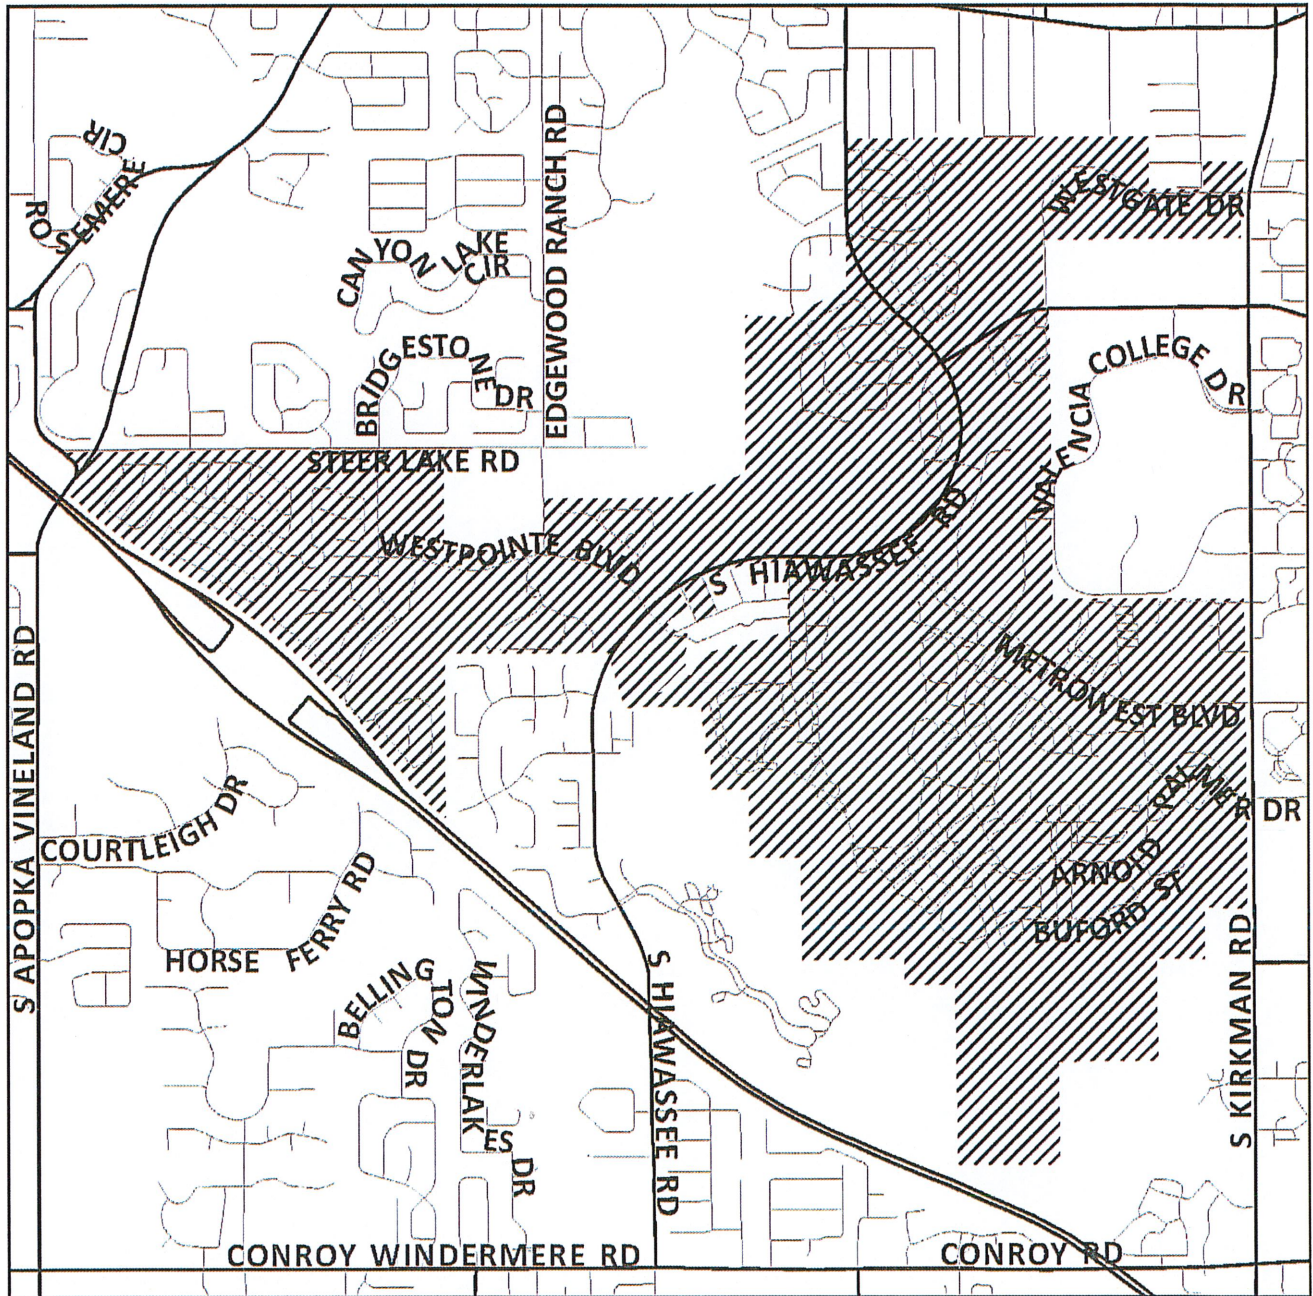 ROSEMERE CIR
EDGEWOOD RANCH RD
WESTGATE DR
CANYON LAKE CIR
BRIDGESTONE DR
VALENCIA COLLEGE DR
STEER LAKE RD
WESTPOINTE BLVD
S HIAWASSEE RD
METROWEST BLVD
S APOPKA VINELAND RD
COURTLEIGH DR
ARNOLD PALMER DR
BUFORD ST
HORSE FERRY RD
BELLINGTON DR
WINDERLAKES DR
S HIAWASSEE RD
S KIRKMAN RD
CONROY WINDERMERE RD
CONROY RD